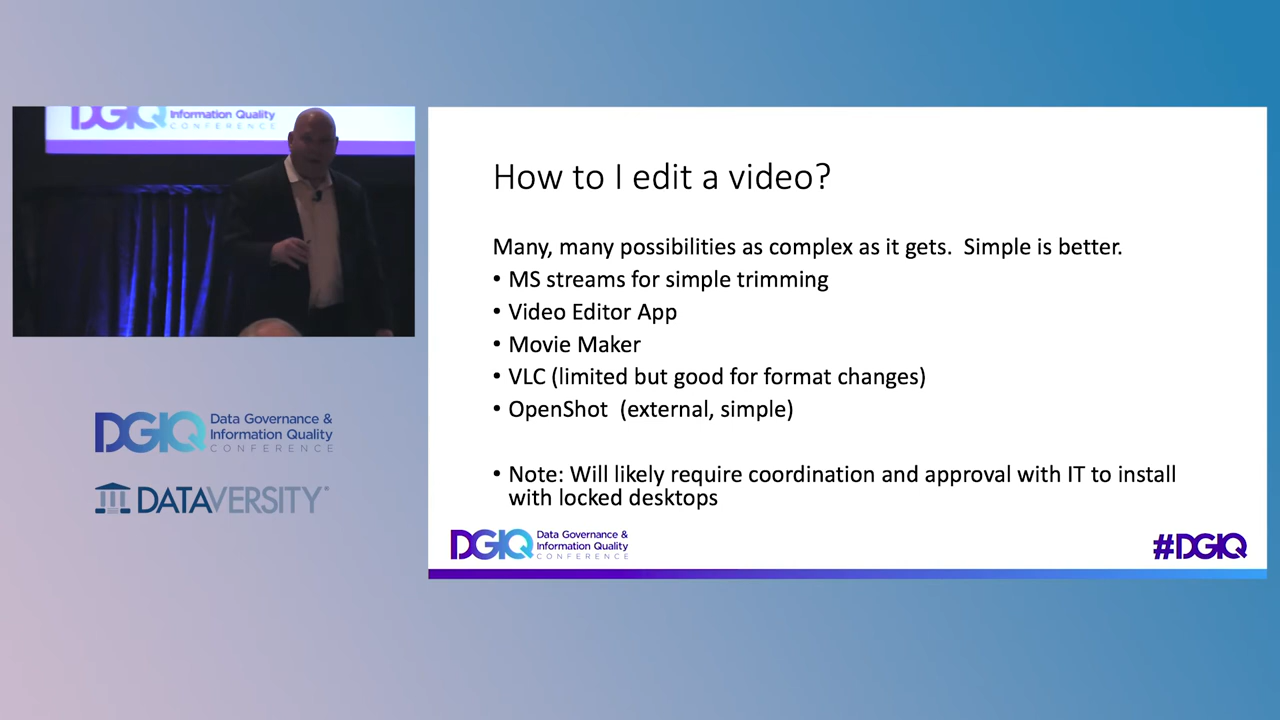 DGIQ
Information Quality
CONFERENCE
How to I edit a video?
Many, many possibilities as complex as it gets.  Simple is better.
• MS streams for simple trimming
• Video Editor App
• Movie Maker
• VLC (limited but good for format changes)
• OpenShot  (external, simple)
• Note: Will likely require coordination and approval with IT to install
with locked desktops
DGIQ
Data Governance &
Information Quality
CONFERENCE
#DGIQ
DGIQ
Data Governance &
Information Quality
CONFERENCE
DATAVERSITY